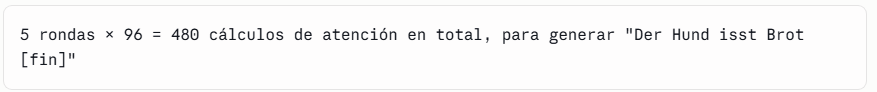 5 rondas × 96 = 480 cálculos de atención en total, para generar "Der Hund isst Brot
[fin]"